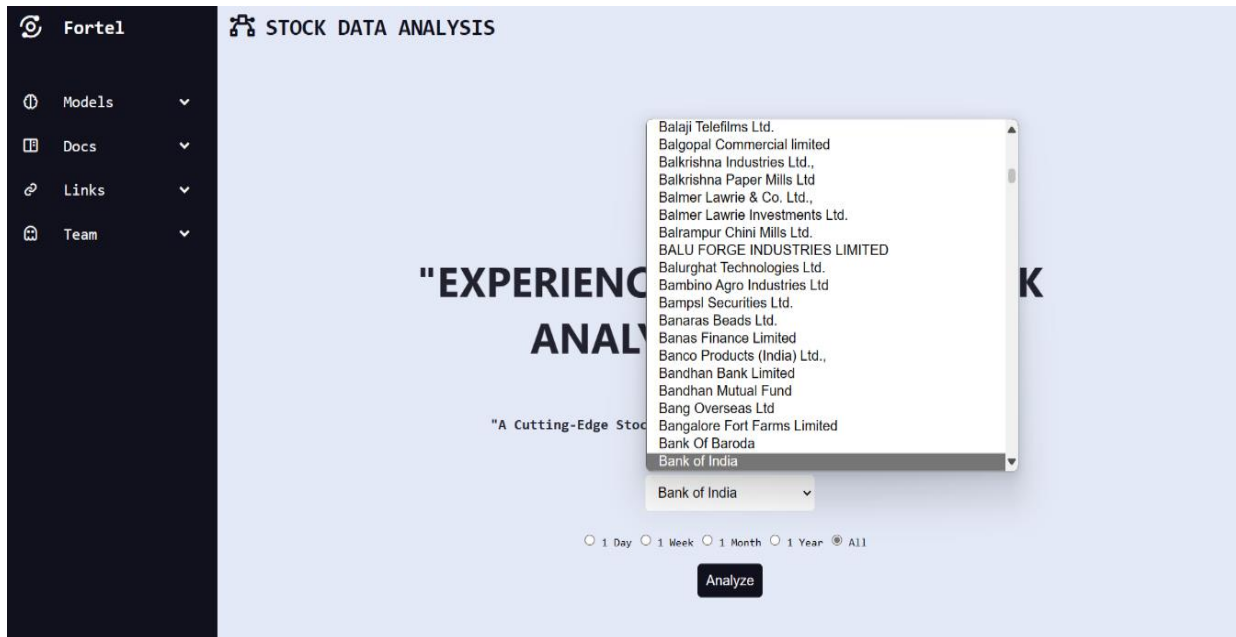 Fortel
STOCK DATA ANALYSIS
Models
Docs
Links
Team
Balaji Telefilms Ltd.
Balgopal Commercial limited
Balkrishna Industries Ltd.,
Balkrishna Paper Mills Ltd
Balmer Lawrie & Co. Ltd.,
Balmer Lawrie Investments Ltd.
Balrampur Chini Mills Ltd.
BALU FORGE INDUSTRIES LIMITED
Balurghat Technologies Ltd.
Bambino Agro Industries Ltd
Bampsl Securities Ltd.
Banaras Beads Ltd.
Banas Finance Limited
Banco Products (India) Ltd.,
Bandhan Bank Limited
Bandhan Mutual Fund
Bang Overseas Ltd
Bangalore Fort Farms Limited
Bank Of Baroda
Bank of India
"EXPERIENC K
ANAL
"A Cutting-Edge Stoc
Bank of India
1 Day 1 Week 1 Month 1 Year All
Analyze